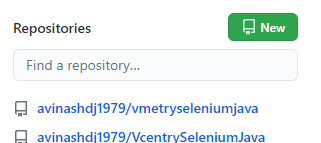 Repositories
New
Find a repository...
avinashdj1979/vmetryseleniumjava
avinashdj1979/VcentrySeleniumJava